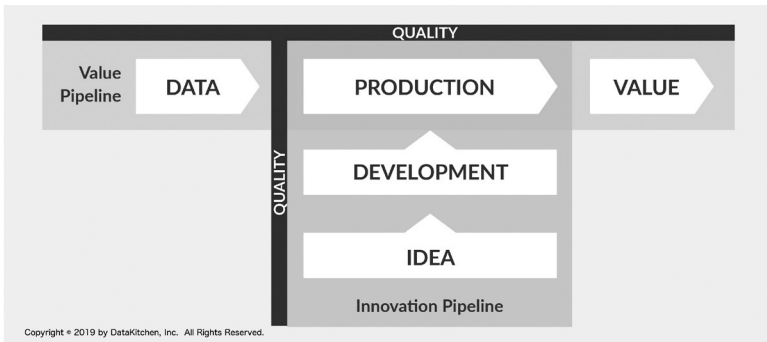 QUALITY
Value
Pipeline
DATA
PRODUCTION
VALUE
QUALITY
DEVELOPMENT
IDEA
Innovation Pipeline
Copyright © 2019 by DataKitchen, Inc. All Rights Reserved.